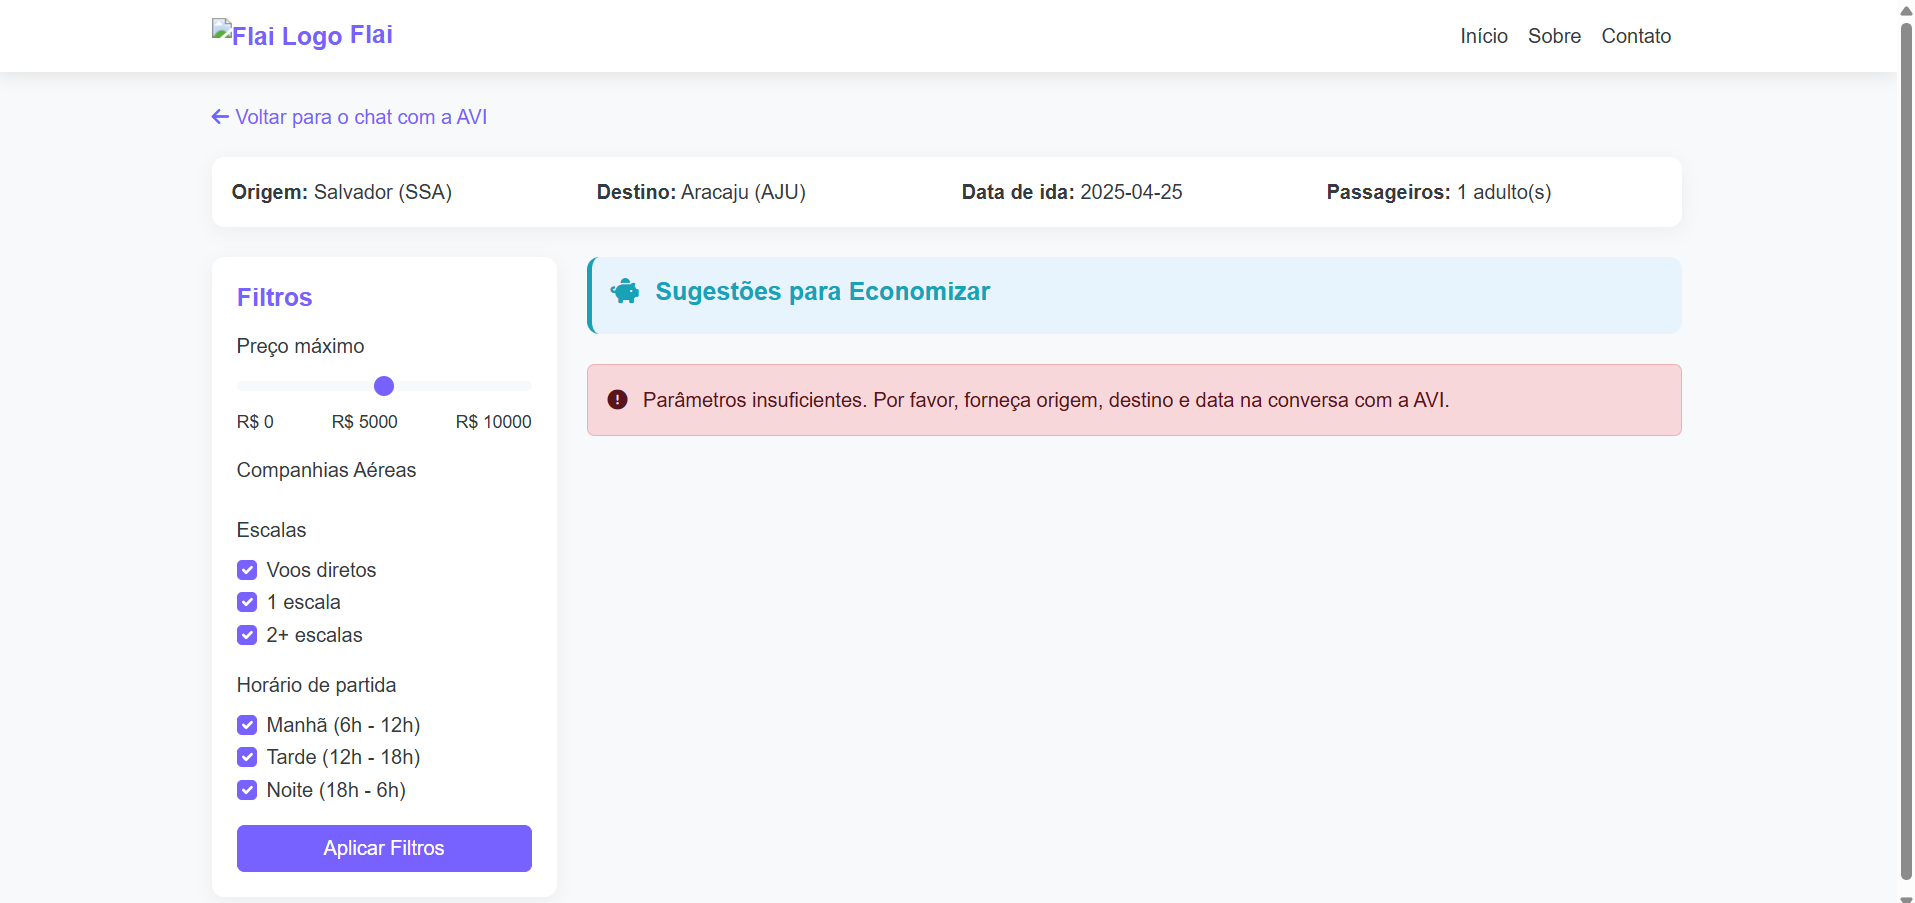 Flai Logo Flai
Início Sobre Contato
Voltar para o chat com a AVI
Origem: Salvador (SSA) Destino: Aracaju (AJU) Data de ida: 2025-04-25 Passageiros: 1 adulto(s)
Filtros
Preço máximo
R$ 0 R$ 5000 R$ 10000
Companhias Aéreas
Escalas
Voos diretos
1 escala
2+ escalas
Horário de partida
Manhã (6h - 12h)
Tarde (12h - 18h)
Noite (18h - 6h)
Aplicar Filtros
Sugestões para Economizar
Parâmetros insuficientes. Por favor, forneça origem, destino e data na conversa com a AVI.